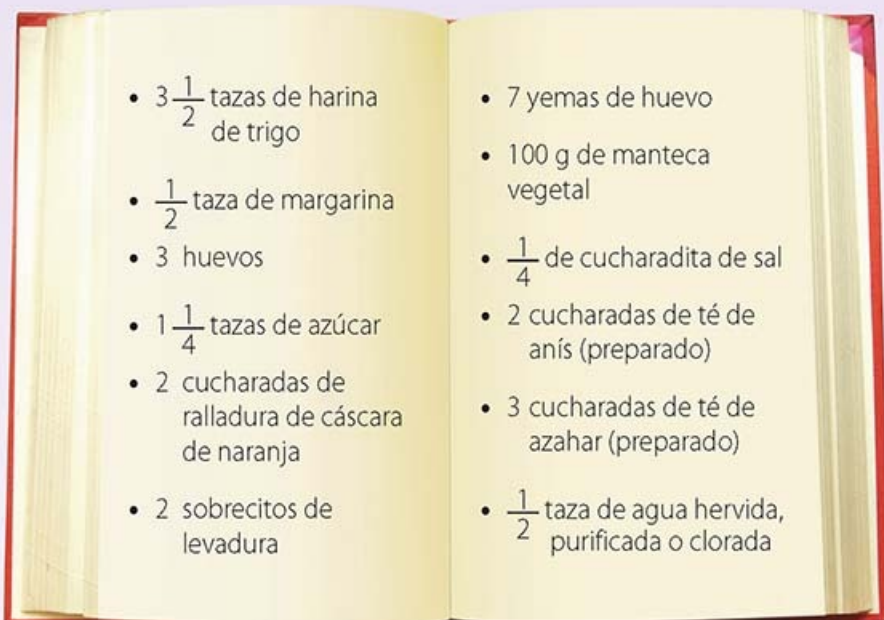 • 3 1/2 tazas de harina
de trigo
• 1/2 taza de margarina
• 3 huevos
• 1 1/4 tazas de azúcar
• 2 cucharadas de
ralladura de cáscara
de naranja
• 2 sobrecitos de
levadura
• 7 yemas de huevo
• 100 g de manteca
vegetal
• 1/4 de cucharadita de sal
• 2 cucharadas de té de
anís (preparado)
• 3 cucharadas de té de
azahar (preparado)
• 1/2 taza de agua hervida,
purificada o clorada